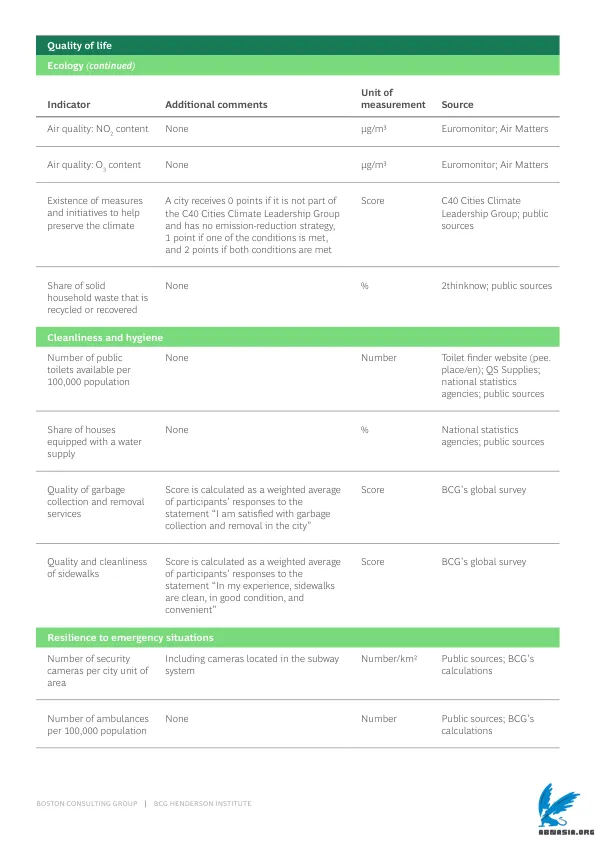 Quality of life
Ecology (continued)
Indicator Additional comments Unit of measurement Source
Air quality: NO₂ content None µg/m³ Euromonitor; Air Matters
Air quality: O₃ content None µg/m³ Euromonitor; Air Matters
Existence of measures A city receives 0 points if it is not part of Score C40 Cities Climate
and initiatives to help the C40 Cities Climate Leadership Group Leadership Group; public
preserve the climate and has no emission-reduction strategy, sources
1 point if one of the conditions is met,
and 2 points if both conditions are met
Share of solid None % 2thinknow; public sources
household waste that is
recycled or recovered
Cleanliness and hygiene
Number of public None Number Toilet finder website (pee.
toilets available per place/en); QS Supplies;
100,000 population national statistics
agencies; public sources
Share of houses None % National statistics
equipped with a water agencies; public sources
supply
Quality of garbage Score is calculated as a weighted average Score BCG’s global survey
collection and removal of participants’ responses to the
services statement “I am satisfied with garbage
collection and removal in the city”
Quality and cleanliness Score is calculated as a weighted average Score BCG’s global survey
of sidewalks of participants’ responses to the
statement “In my experience, sidewalks
are clean, in good condition, and
convenient”
Resilience to emergency situations
Number of security Including cameras located in the subway Number/km² Public sources; BCG’s
cameras per city unit of system calculations
area
Number of ambulances None Number Public sources; BCG’s
per 100,000 population calculations
BOSTON CONSULTING GROUP | BCG HENDERSON INSTITUTE
ABNASIA.ORG